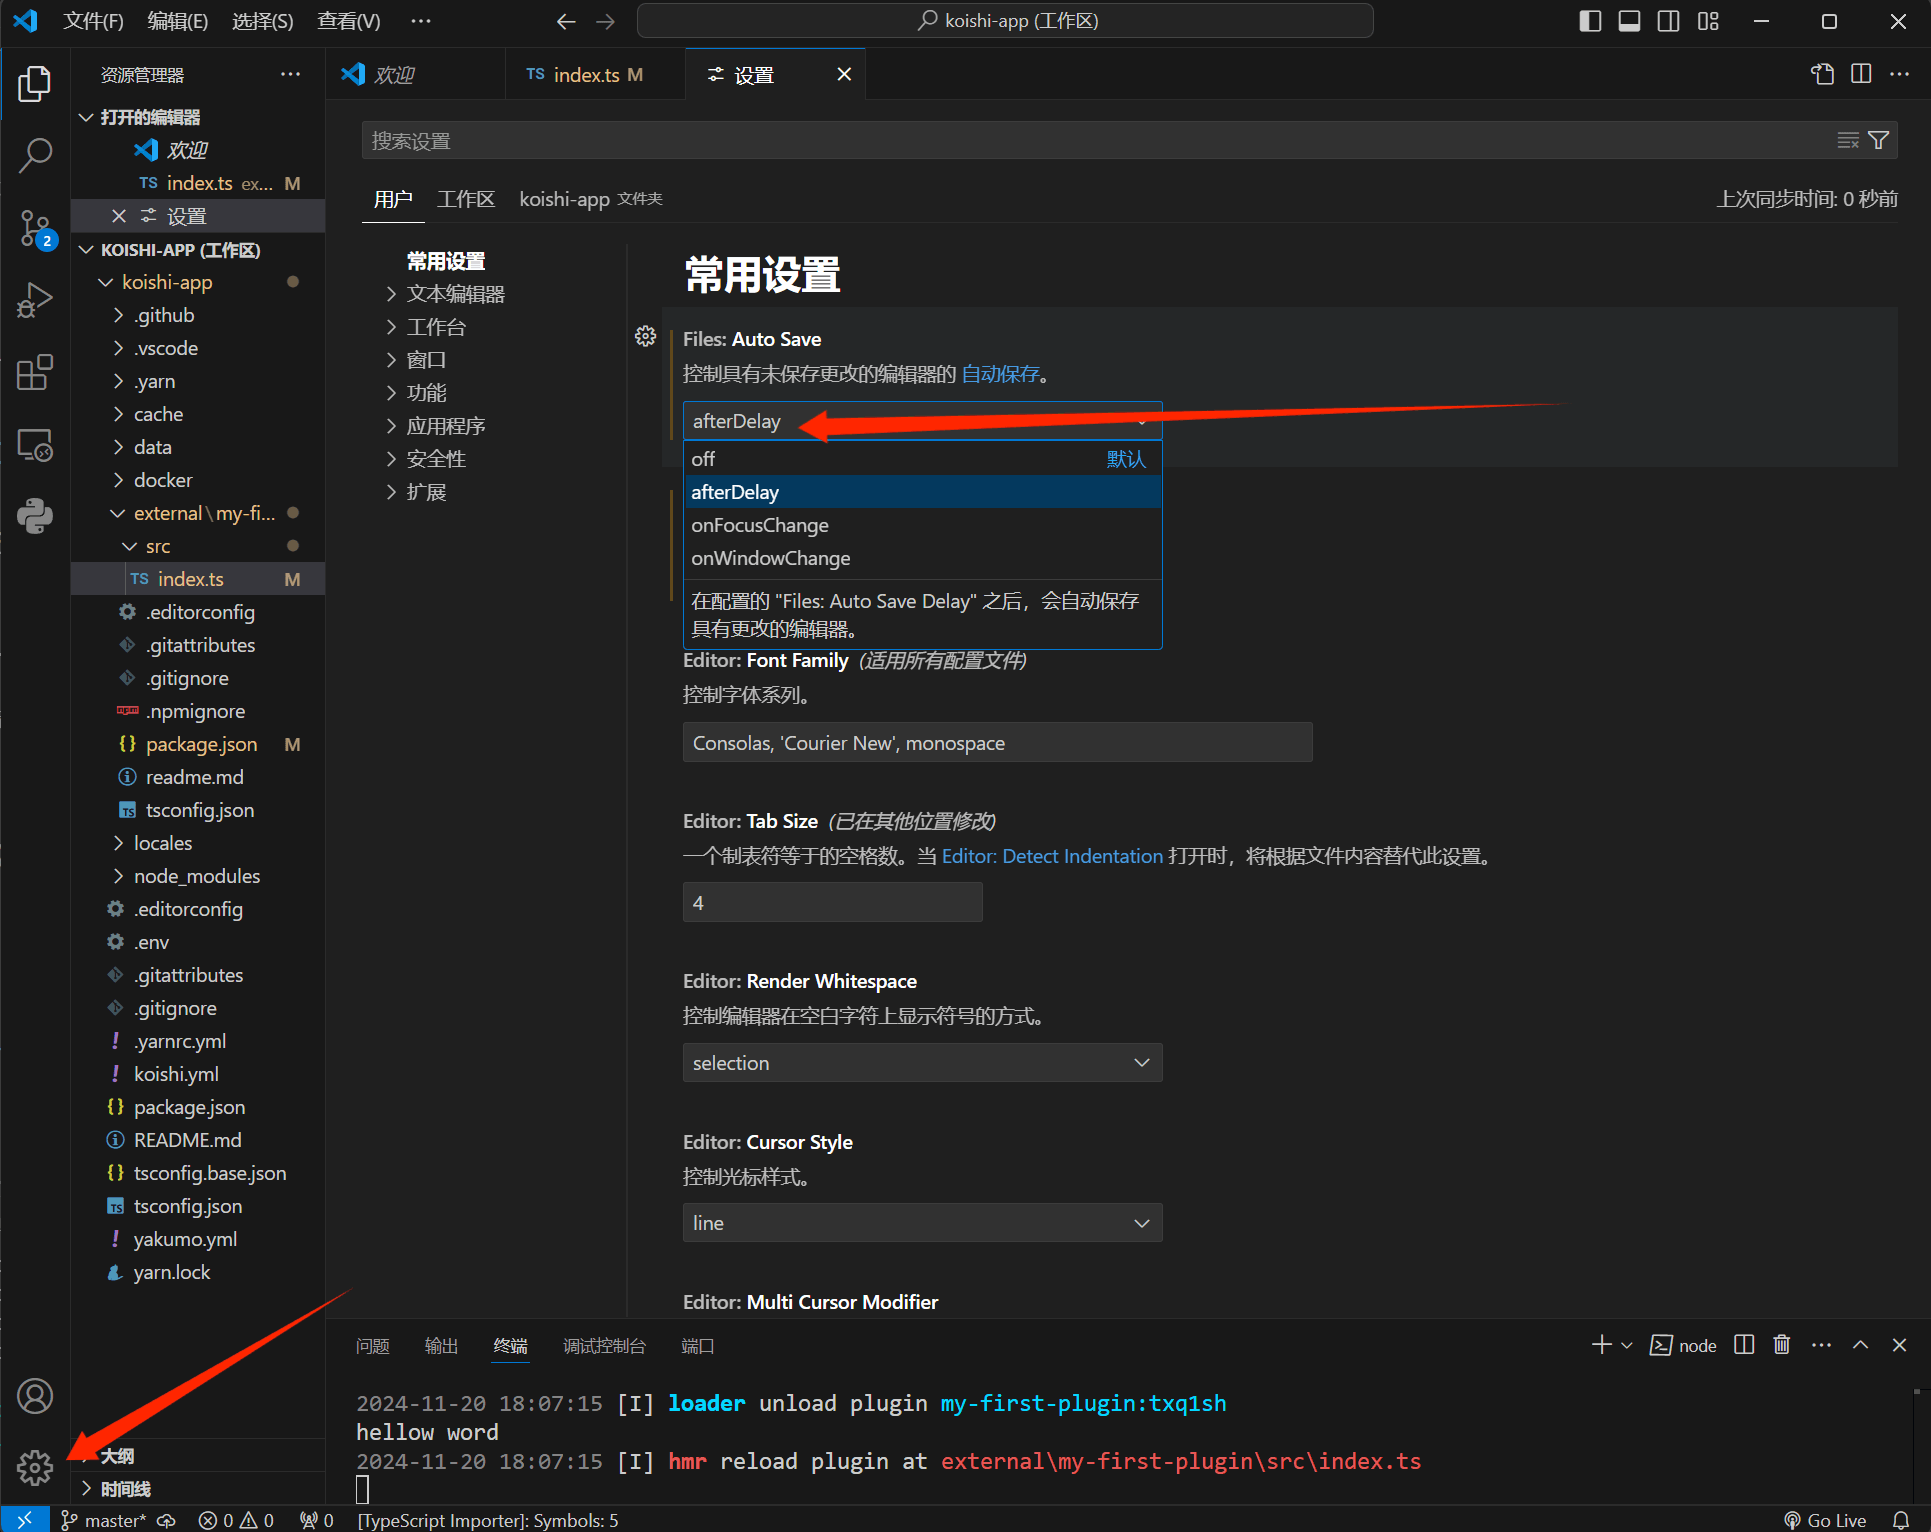 文件(F) 编辑(E) 选择(S) 查看(V) ··· koishi-app (工作区)
资源管理器
欢迎 TS index.ts M 设置
打开的编辑器
欢迎
TS index.ts ex... M
设置
KOISHI-APP (工作区)
koishi-app
.github
.vscode
.yarn
cache
data
docker
external\my-fi...
src
TS index.ts M
.editorconfig
.gitattributes
.gitignore
.npmignore
package.json M
readme.md
tsconfig.json
locales
node_modules
.editorconfig
.env
.gitattributes
.gitignore
.yarnrc.yml
koishi.yml
package.json
README.md
tsconfig.base.json
tsconfig.json
yakumo.yml
yarn.lock
大纲
时间线
2
搜索设置
用户 工作区 koishi-app 文件夹 上次同步时间: 0 秒前
常用设置
文本编辑器
工作台
窗口
功能
应用程序
安全性
扩展
常用设置
Files: Auto Save
控制具有未保存更改的编辑器的 自动保存。
afterDelay
off 默认
afterDelay
onFocusChange
onWindowChange
在配置的 "Files: Auto Save Delay" 之后，会自动保存
具有更改的编辑器。
Editor: Font Family (适用所有配置文件)
控制字体系列。
Consolas, 'Courier New', monospace
Editor: Tab Size (已在其他位置修改)
一个制表符等于的空格数。当 Editor: Detect Indentation 打开时，将根据文件内容替代此设置。
4
Editor: Render Whitespace
控制编辑器在空白字符上显示符号的方式。
selection
Editor: Cursor Style
控制光标样式。
line
Editor: Multi Cursor Modifier
问题 输出 终端 调试控制台 端口 node
2024-11-20 18:07:15 [I] loader unload plugin my-first-plugin:txq1sh
hellow word
2024-11-20 18:07:15 [I] hmr reload plugin at external\my-first-plugin\src\index.ts
master* 0 0 0 [TypeScript Importer]: Symbols: 5 Go Live